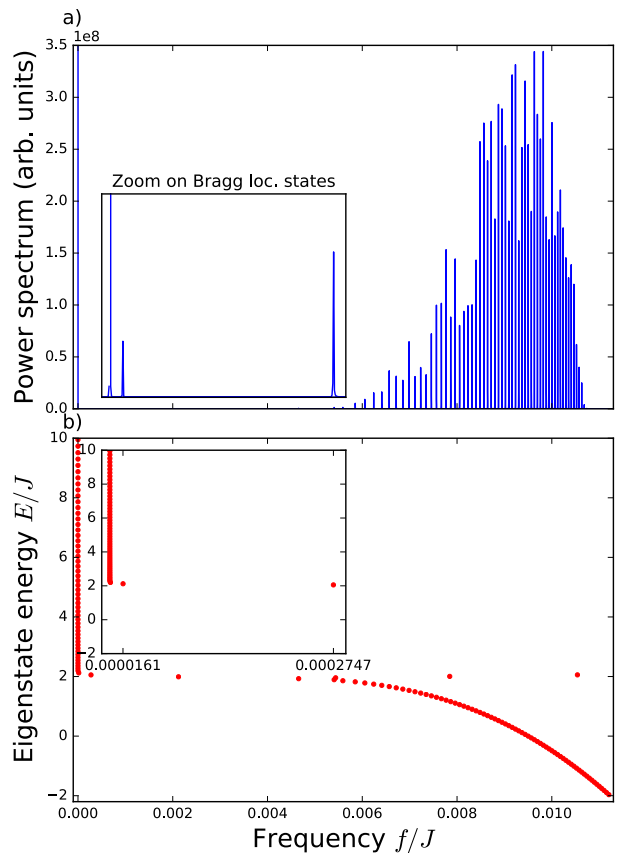 a)
1e8
3.5
3.0
2.5
2.0
1.5
1.0
0.5
0.0
Power spectrum (arb. units)
Zoom on Bragg loc. states
b)
10
8
6
4
2
0
−2
Eigenstate energy E/J
10
8
6
4
2
0
−2
0.0000161 0.0002747
0.000 0.002 0.004 0.006 0.008 0.010
Frequency f/J